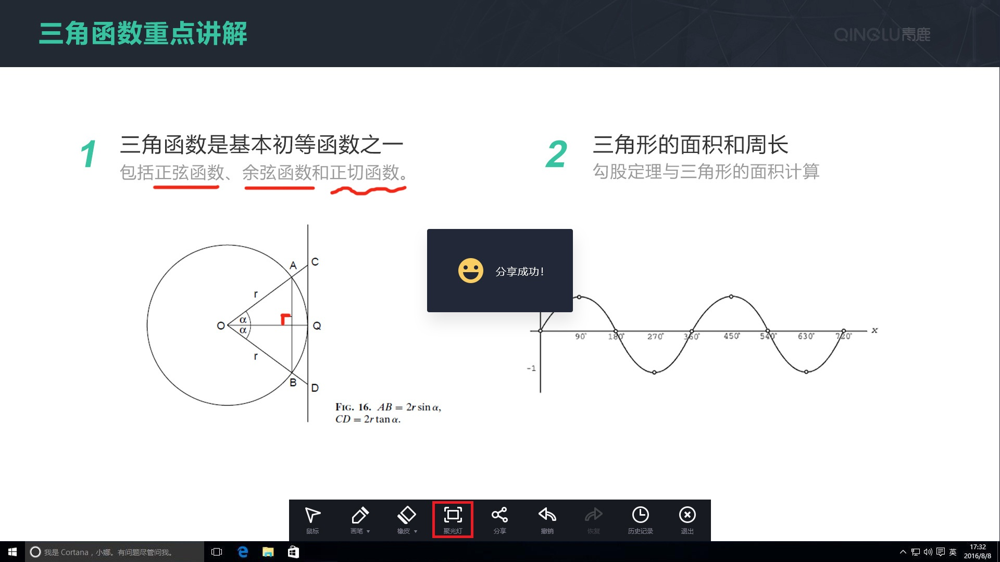 三角函数重点讲解
QINGLU青鹿
1
三角函数是基本初等函数之一
包括正弦函数、余弦函数和正切函数。
2
三角形的面积和周长
勾股定理与三角形的面积计算
A
C
r
α
O
α
Q
r
B
D
FIG. 16. AB = 2r sin α,
CD = 2r tan α.
分享成功!
90° 180° 270° 360° 450° 540° 630° 720° x
-1
鼠标 画笔 橡皮 聚光灯 分享 撤销 恢复 历史记录 退出
我是 Cortana，小娜。有问题尽管问我。
英
17:32
2016/8/8